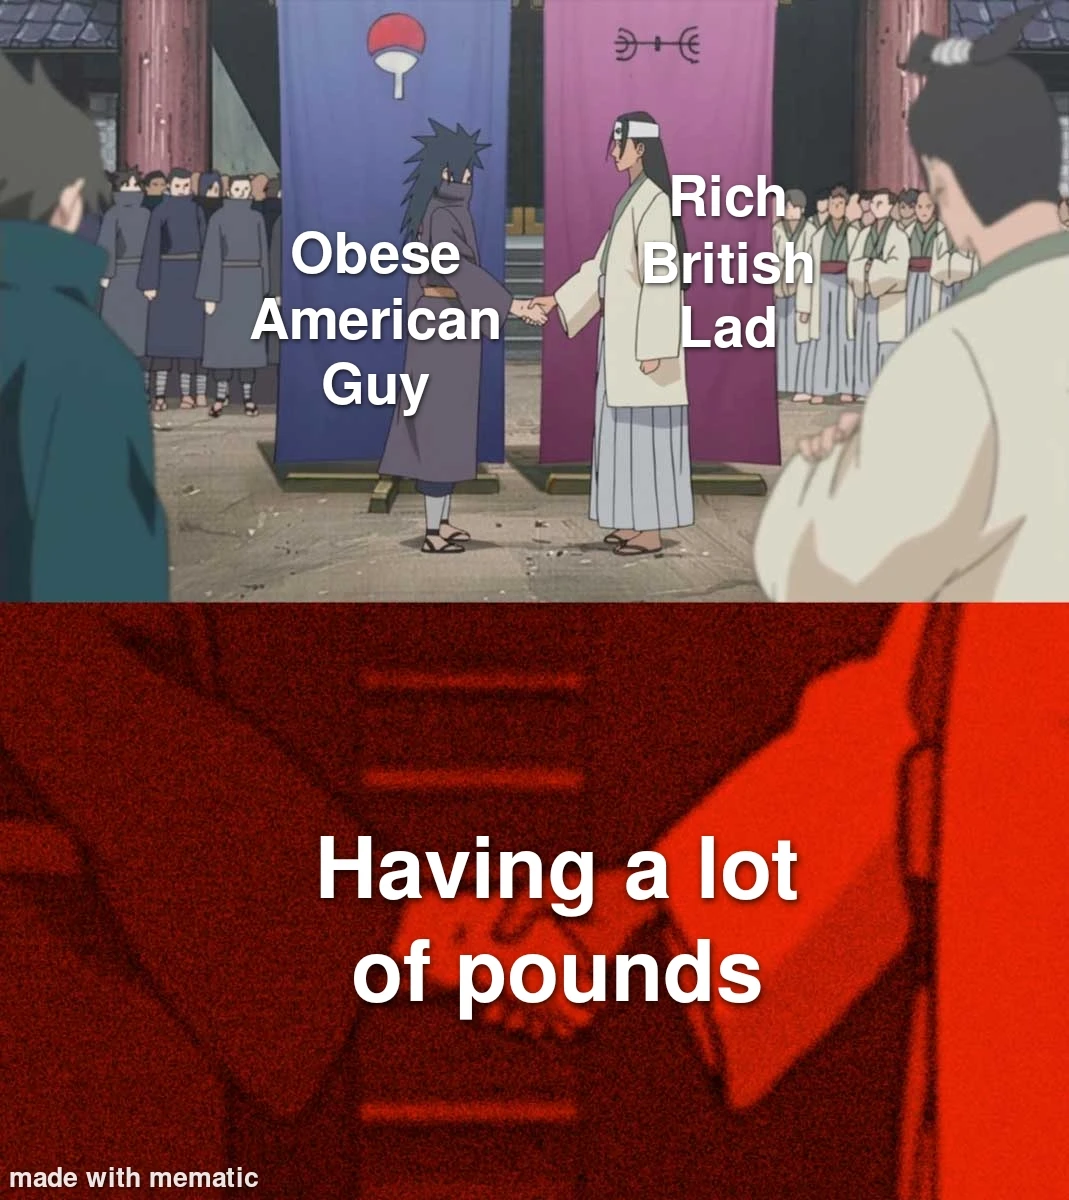 Obese
American
Guy
Rich
British
Lad
Having a lot
of pounds
made with mematic